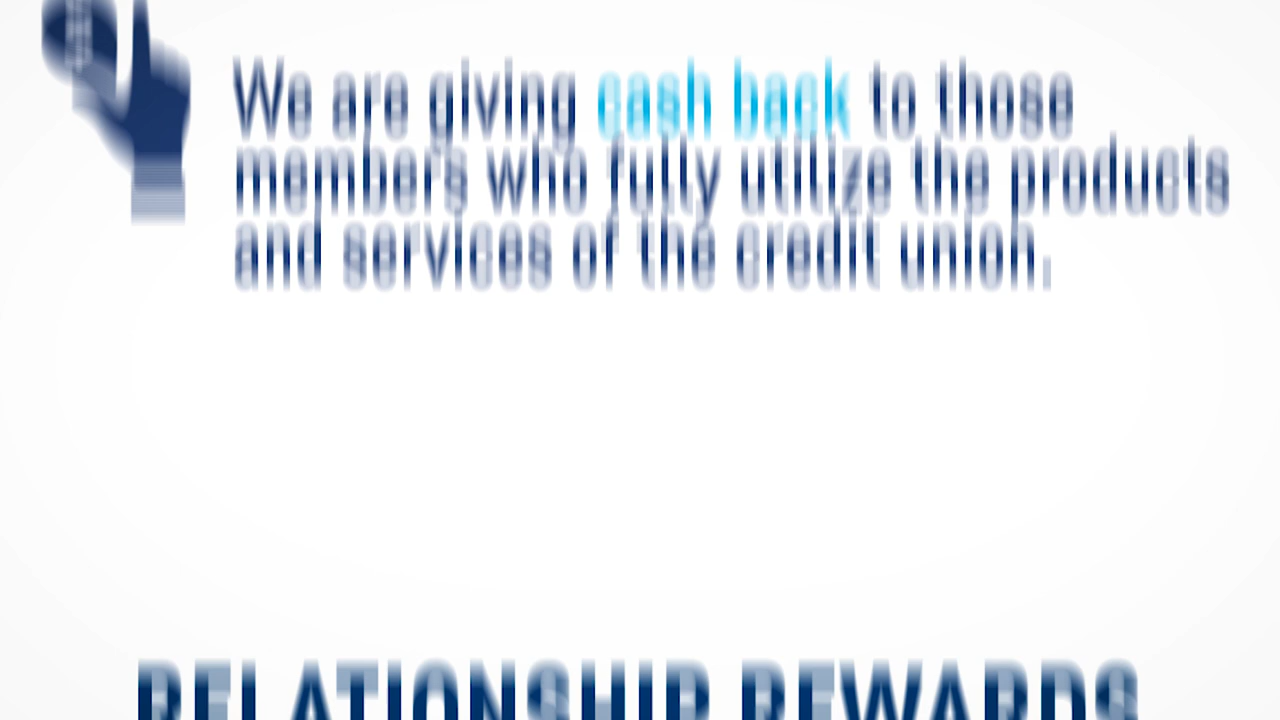 We are giving cash back to those
members who fully utilize the products
and services of the credit union.
RELATIONSHIP REWARDS